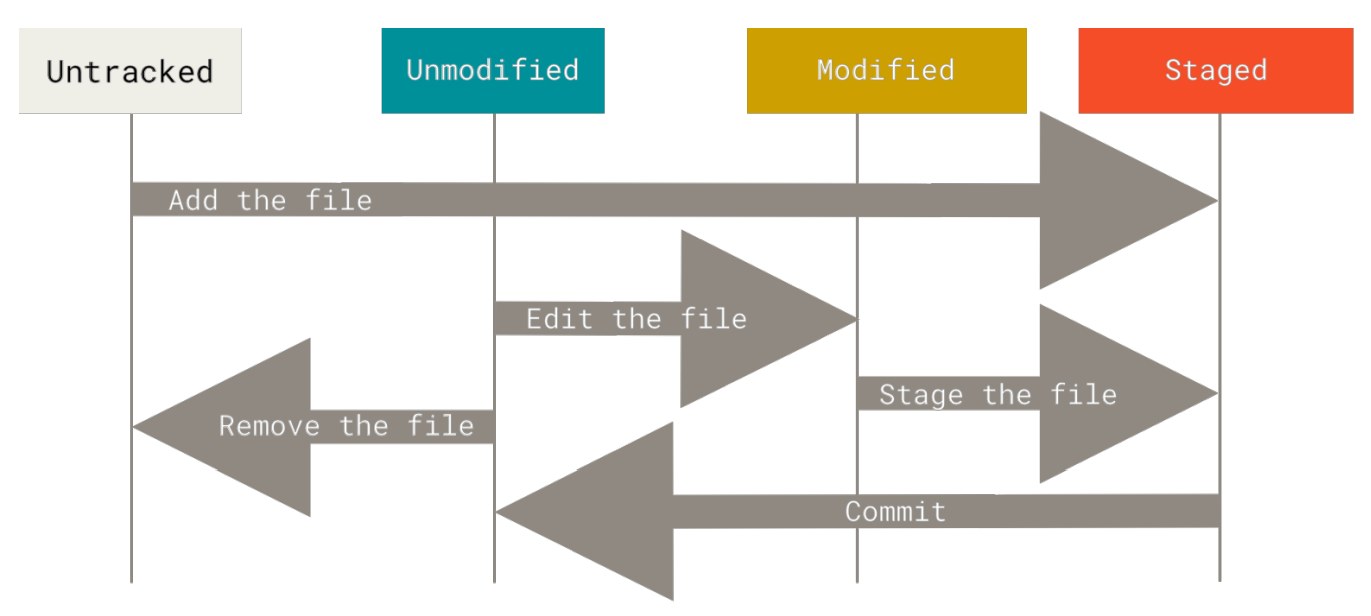 Untracked
Unmodified
Modified
Staged
Add the file
Edit the file
Stage the file
Remove the file
Commit